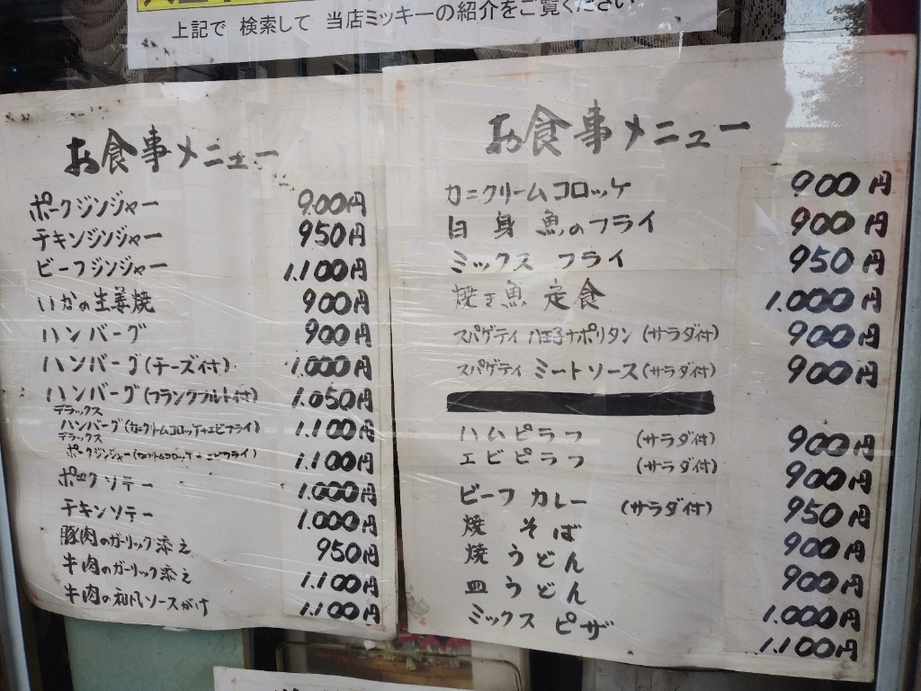 上記で 検索して 当店ミッキーの紹介をご覧ください
お食事メニュー
ポークジンジャー 900円
チキンジンジャー 950円
ビーフジンジャー 1.100円
いかの生姜焼 900円
ハンバーグ 900円
ハンバーグ(チーズ付) 1.000円
ハンバーグ(フランクフルト付) 1.050円
デラックス
ハンバーグ(カニクリームコロッケ+エビフライ) 1.100円
デラックス
ポークジンジャー(カニクリームコロッケ+エビフライ) 1.100円
ポークソテー 1.000円
チキンソテー 1.000円
豚肉のガーリック添え 950円
牛肉のガーリック添え 1.100円
牛肉の和風ソースがけ 1.100円
お食事メニュー
カニクリームコロッケ 900円
白身魚のフライ 900円
ミックスフライ 950円
焼き魚定食 1.000円
スパゲティ 八王子ナポリタン (サラダ付) 900円
スパゲティ ミートソース (サラダ付) 900円
ハムピラフ (サラダ付) 900円
エビピラフ (サラダ付) 900円
ビーフカレー (サラダ付) 950円
焼そば 900円
焼うどん 900円
皿うどん 1.000円
ミックスピザ 1.100円